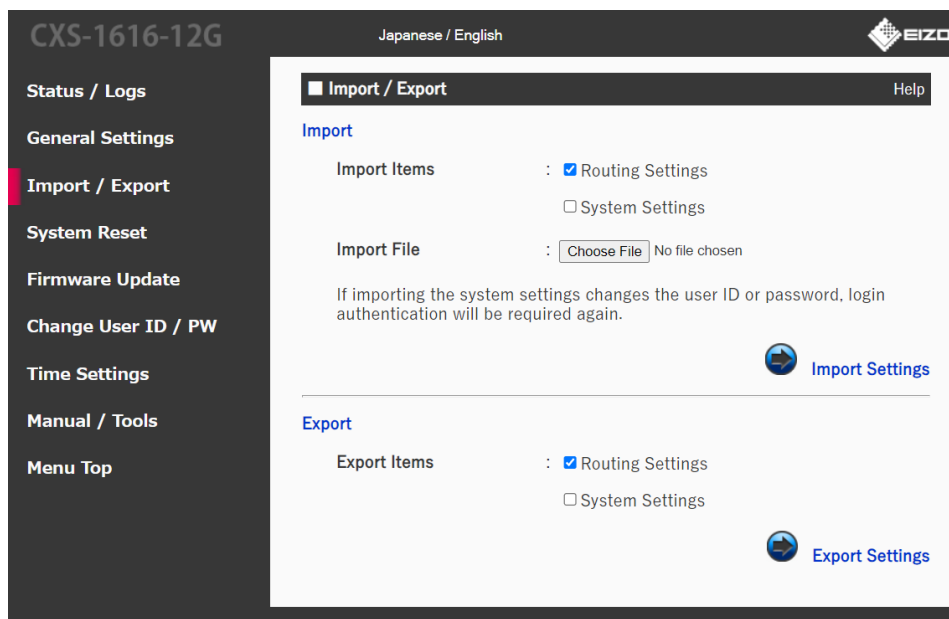 CXS-1616-12G
Japanese / English
EIZO
Status / Logs
General Settings
Import / Export
System Reset
Firmware Update
Change User ID / PW
Time Settings
Manual / Tools
Menu Top
Import / Export
Help
Import
Import Items : Routing Settings
System Settings
Import File : Choose File No file chosen
If importing the system settings changes the user ID or password, login
authentication will be required again.
Import Settings
Export
Export Items : Routing Settings
System Settings
Export Settings